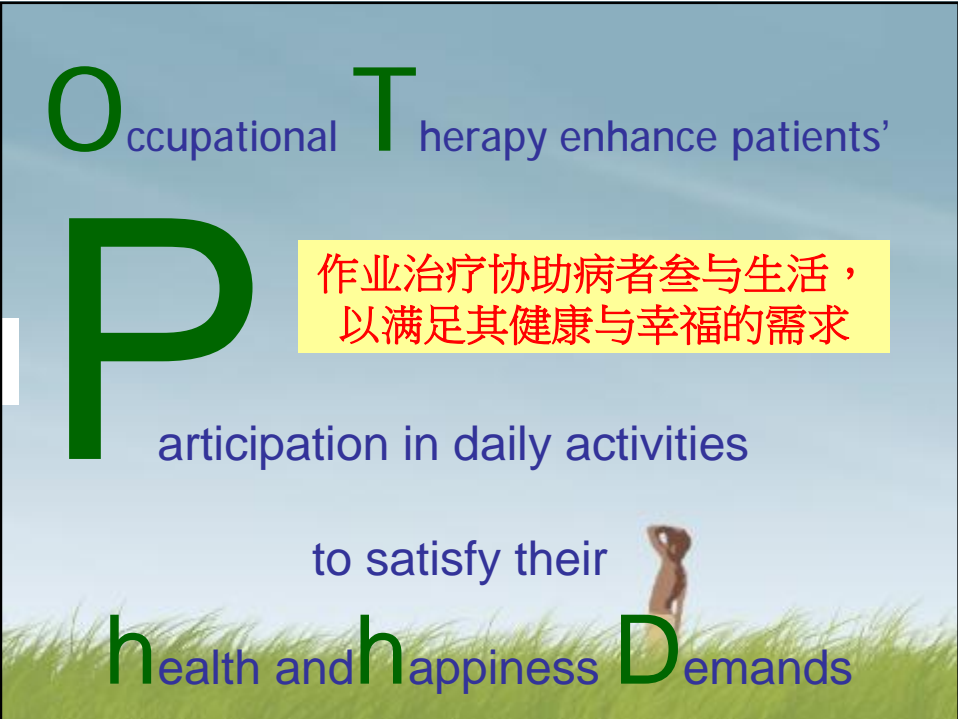 Occupational Therapy enhance patients’
作业治疗协助病者叁与生活，
以满足其健康与幸福的需求
Participation in daily activities
to satisfy their
health and happiness Demands